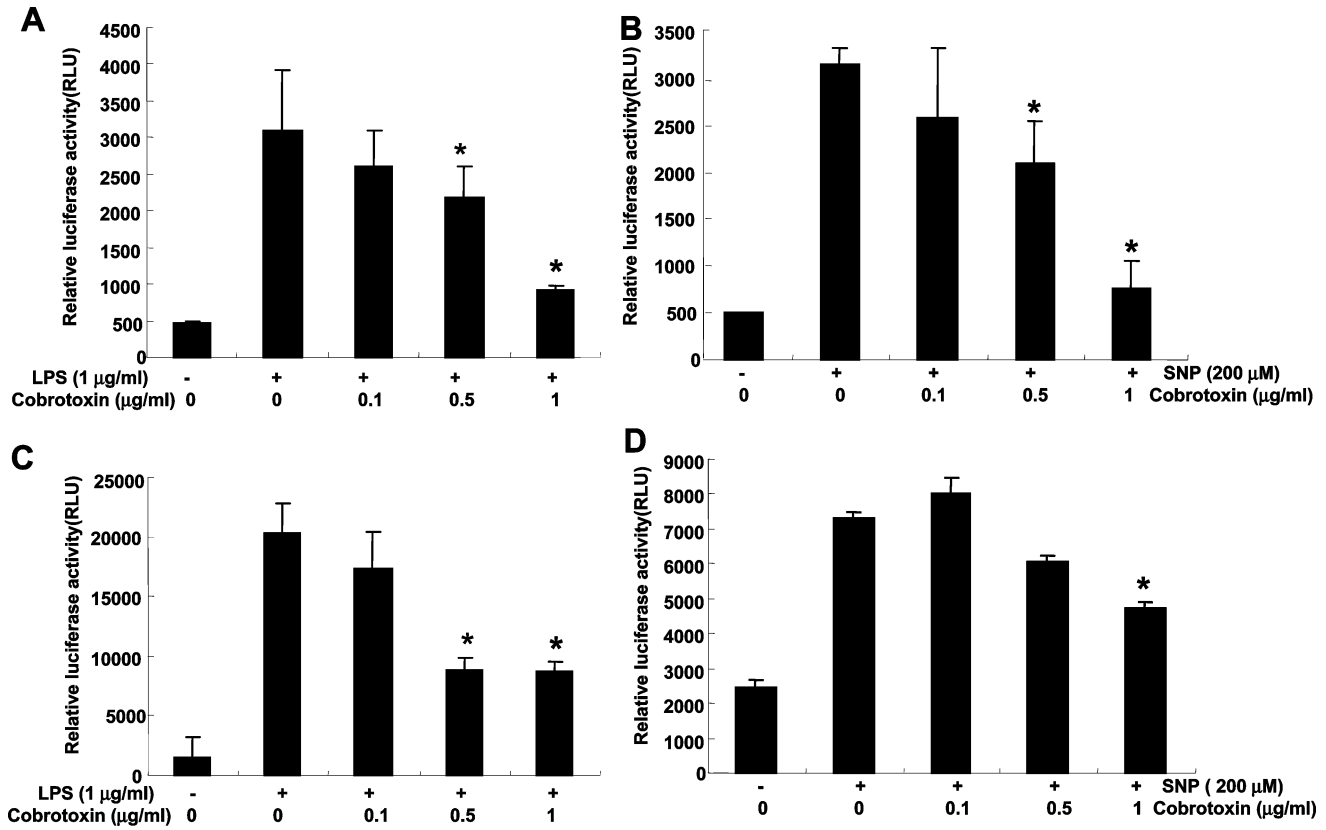 A
Relative luciferase activity(RLU)
4500
4000
3500
3000
2500
2000
1500
1000
500
0
*
*
LPS (1 μg/ml) - + + + +
Cobrotoxin (μg/ml) 0 0 0.1 0.5 1
B
Relative luciferase activity(RLU)
3500
3000
2500
2000
1500
1000
500
0
*
*
- + + + + SNP (200 μM)
0 0 0.1 0.5 1 Cobrotoxin (μg/ml)
C
Relative luciferase activity(RLU)
25000
20000
15000
10000
5000
0
*
*
LPS (1 μg/ml) - + + + +
Cobrotoxin (μg/ml) 0 0 0.1 0.5 1
D
Relative luciferase activity(RLU)
9000
8000
7000
6000
5000
4000
3000
2000
1000
0
*
- + + + + SNP ( 200 μM)
0 0 0.1 0.5 1 Cobrotoxin (μg/ml)